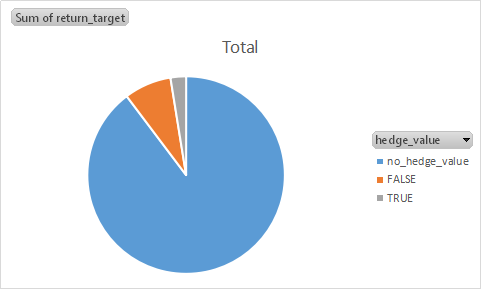 Sum of return_target
Total
hedge_value
no_hedge_value
FALSE
TRUE